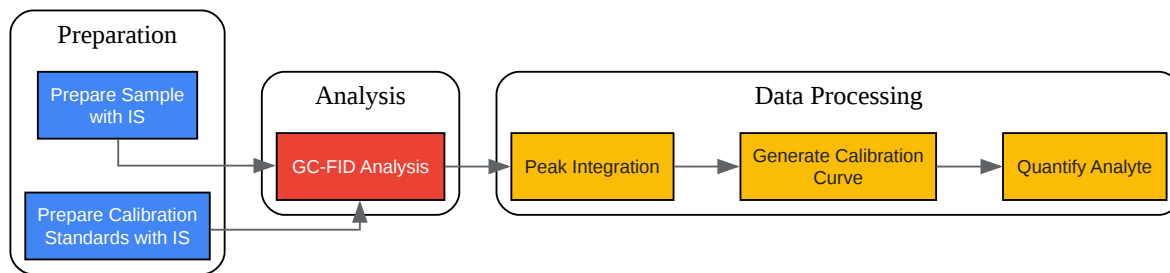 Preparation
Prepare Sample
with IS
Prepare Calibration
Standards with IS
Analysis
GC-FID Analysis
Data Processing
Peak Integration
Generate Calibration
Curve
Quantify Analyte